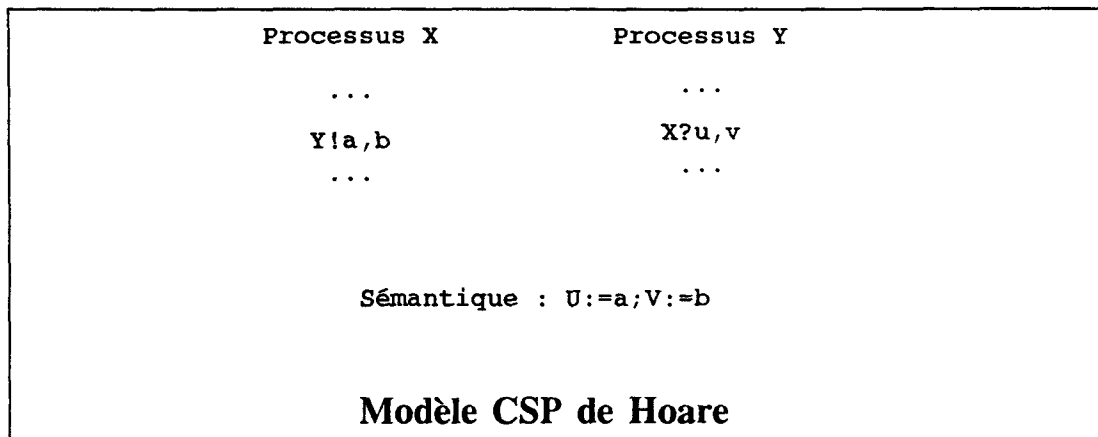 Processus X Processus Y
... ...
Y!a,b X?u,v
... ...
Sémantique : U:=a;V:=b
Modèle CSP de Hoare